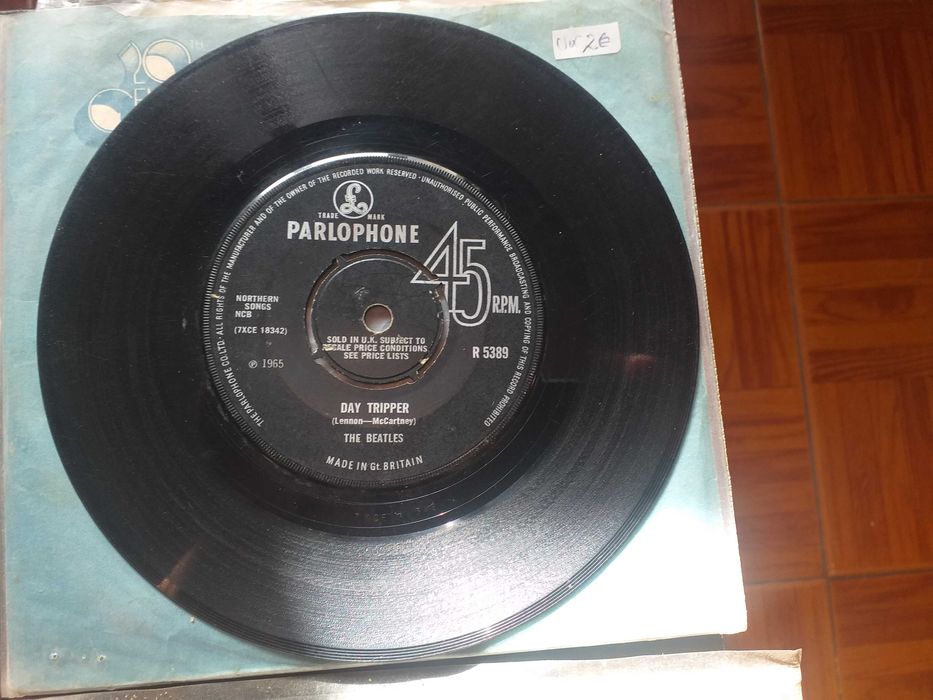 20TH
CEN
2€
THE PARLOPHONE CO.LTD·ALL RIGHTS OF THE MANUFACTURER AND OF THE OWNER OF THE RECORDED WORK RESERVED·UNAUTHORISED PUBLIC PERFORMANCE BROADCASTING AND COPYING OF THIS RECORD PROHIBITED
£
TRADE MARK
PARLOPHONE
45
R.P.M.
NORTHERN
SONGS
NCB
(7XCE 18342)
℗ 1965
SOLD IN U.K. SUBJECT TO
RESALE PRICE CONDITIONS
SEE PRICE LISTS
R 5389
DAY TRIPPER
(Lennon—McCartney)
THE BEATLES
MADE IN Gt. BRITAIN